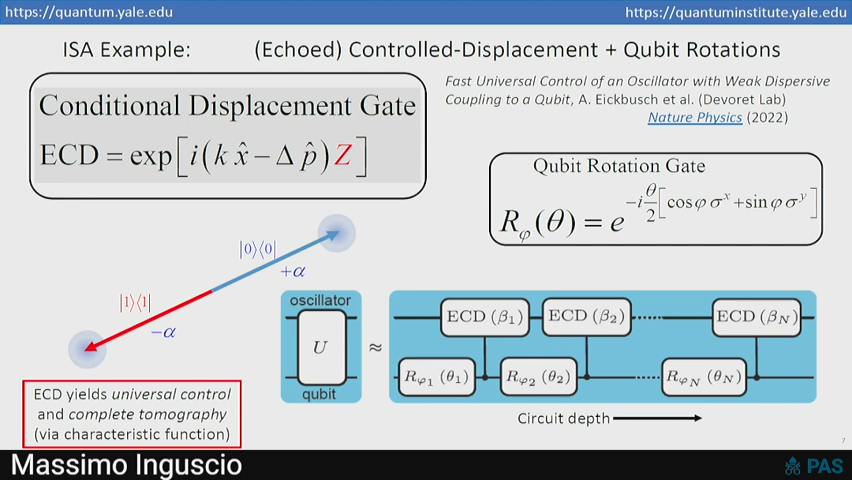 https://quantum.yale.edu
https://quantuminstitute.yale.edu
ISA Example: (Echoed) Controlled-Displacement + Qubit Rotations
Conditional Displacement Gate
ECD = exp[i(k x̂ − Δ p̂)Z]
Fast Universal Control of an Oscillator with Weak Dispersive
Coupling to a Qubit, A. Eickbusch et al. (Devoret Lab)
Nature Physics (2022)
Qubit Rotation Gate
R_φ(θ) = e^{−i θ/2 [cos φ σ^x + sin φ σ^y]}
|0⟩⟨0|
+α
|1⟩⟨1|
−α
oscillator
U
qubit
≈
ECD (β₁) ECD (β₂) ...... ECD (β_N)
R_φ₁ (θ₁) R_φ₂ (θ₂) ...... R_φN (θ_N)
Circuit depth
ECD yields universal control
and complete tomography
(via characteristic function)
7
Massimo Inguscio
PAS